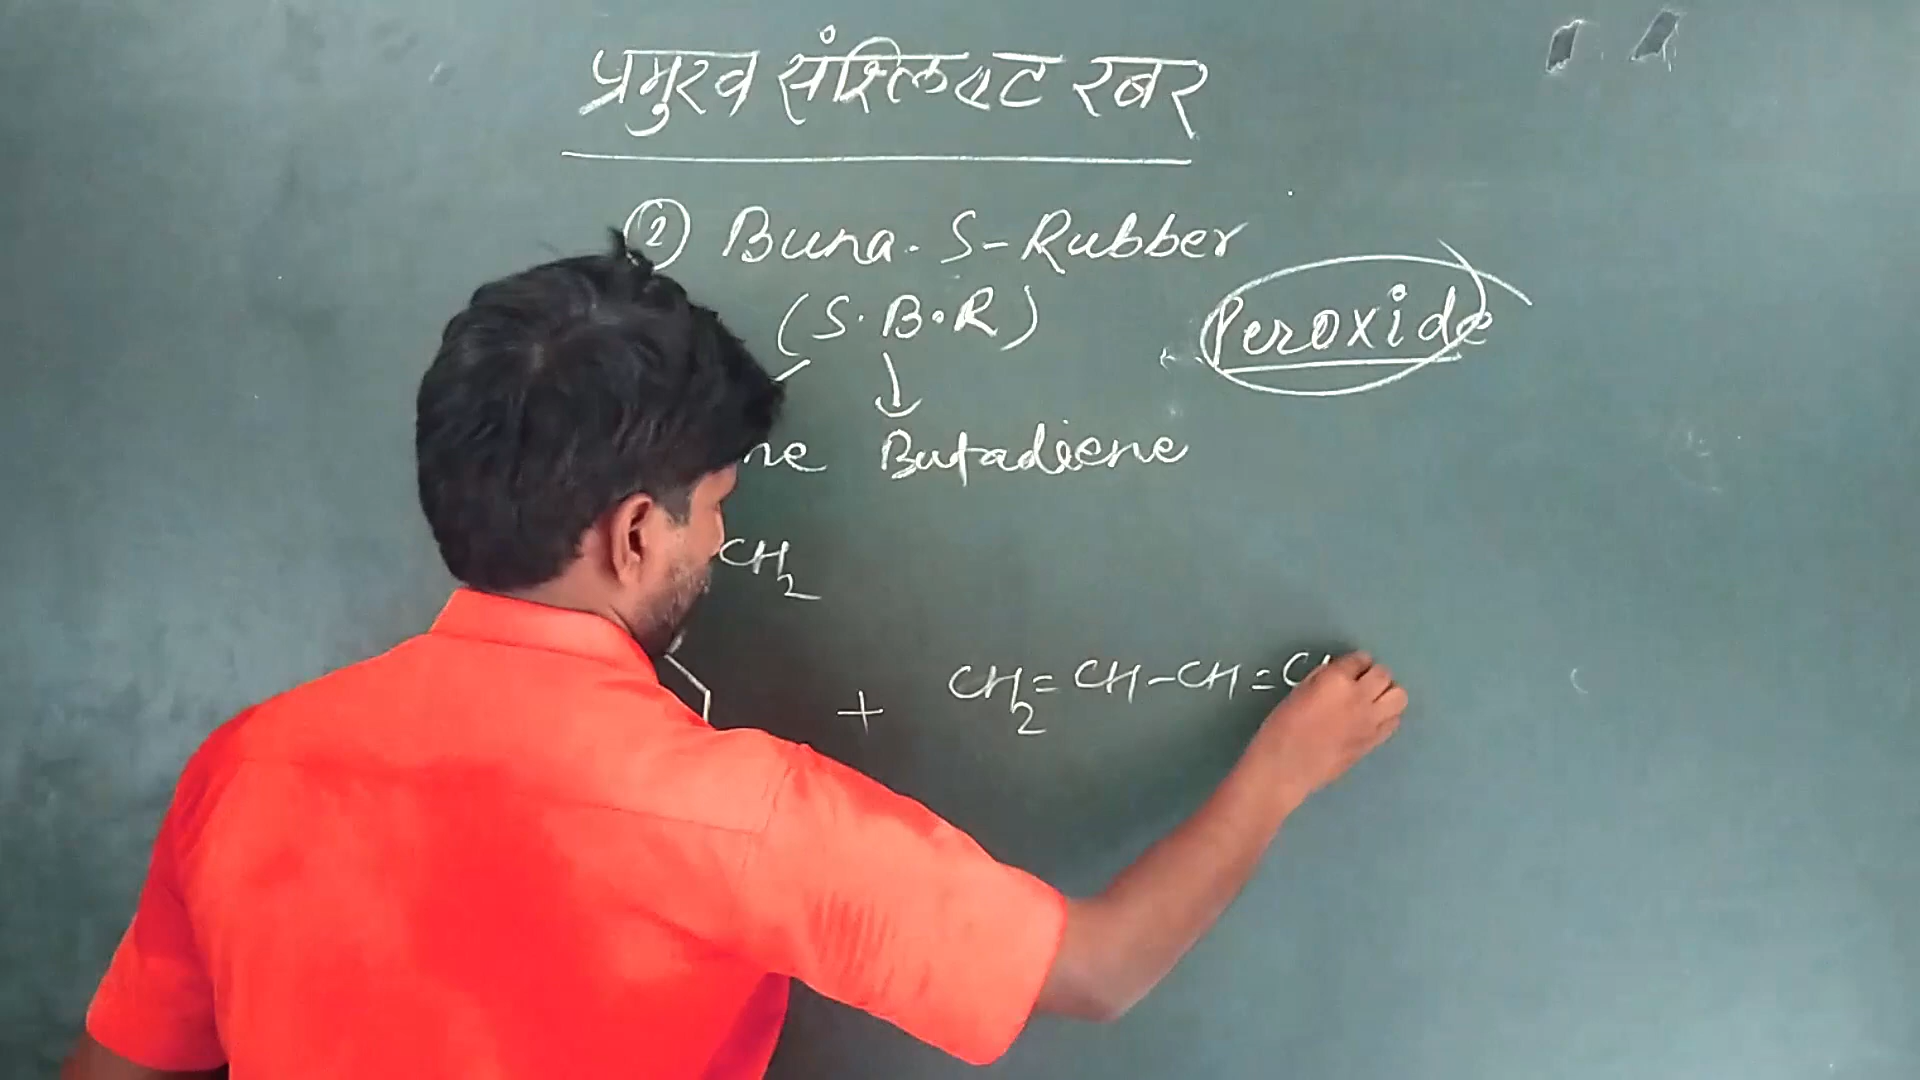 प्रमुख संश्लिष्ट रबर
② Buna-S-Rubber
(S.B.R)
Peroxide
ne Butadiene
CH2
+ CH2=CH-CH=C